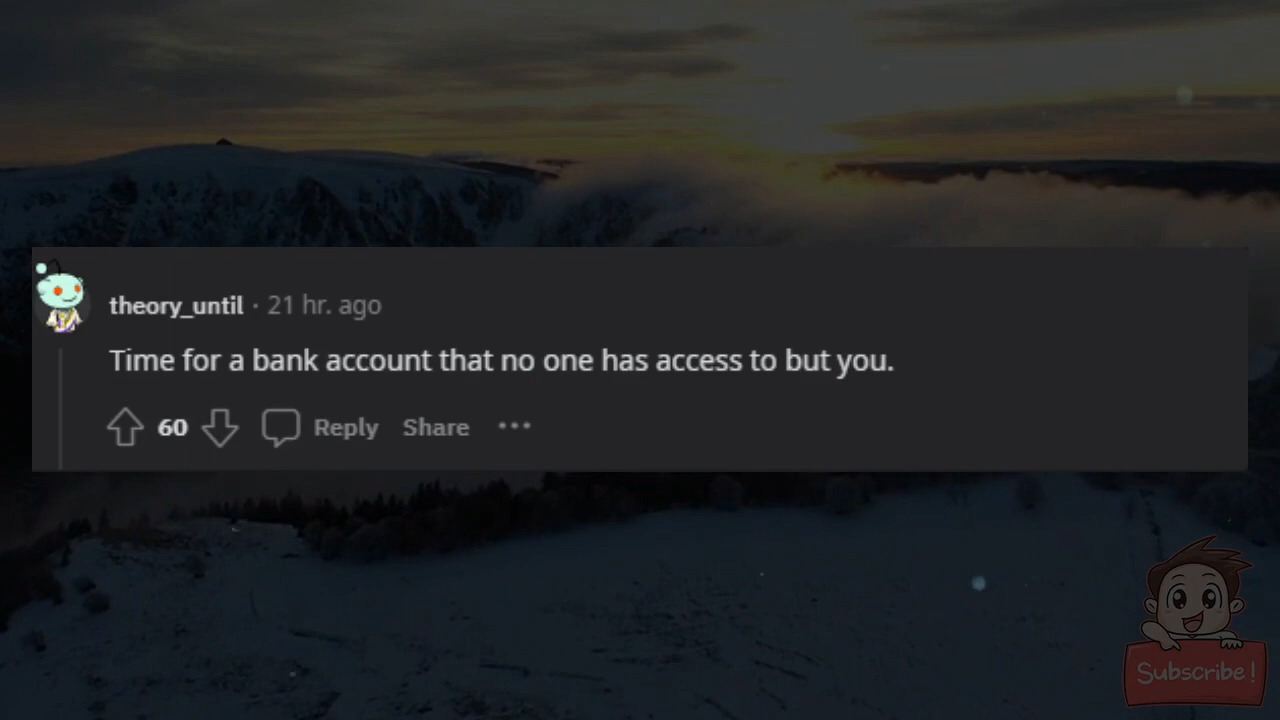 theory_until · 21 hr. ago
Time for a bank account that no one has access to but you.
60 Reply Share ···
Subscribe!